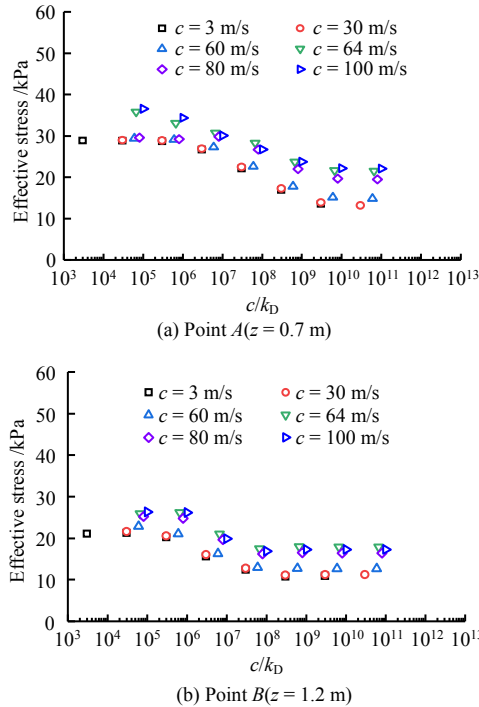 60
50
40
30
20
10
0
Effective stress /kPa
c = 3 m/s c = 30 m/s
c = 60 m/s c = 64 m/s
c = 80 m/s c = 100 m/s
10³ 10⁴ 10⁵ 10⁶ 10⁷ 10⁸ 10⁹ 10¹⁰ 10¹¹ 10¹² 10¹³
c/k_D
(a) Point A(z = 0.7 m)
60
50
40
30
20
10
0
Effective stress /kPa
c = 3 m/s c = 30 m/s
c = 60 m/s c = 64 m/s
c = 80 m/s c = 100 m/s
10³ 10⁴ 10⁵ 10⁶ 10⁷ 10⁸ 10⁹ 10¹⁰ 10¹¹ 10¹² 10¹³
c/k_D
(b) Point B(z = 1.2 m)